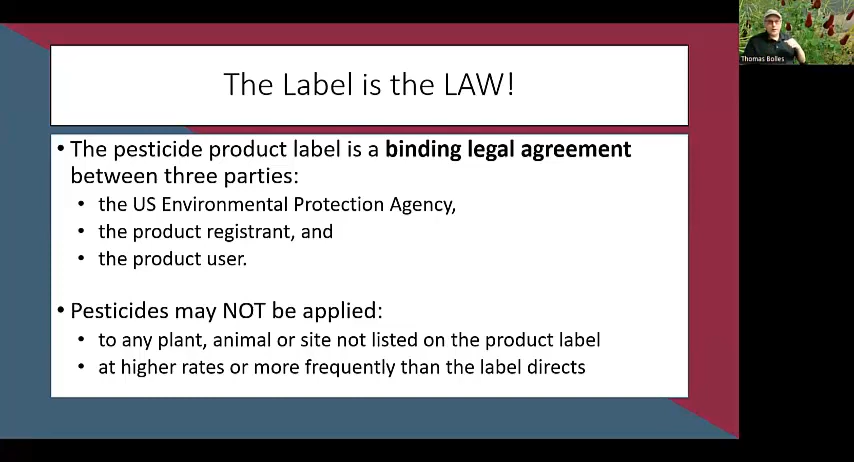 The Label is the LAW!
Thomas Bolles
• The pesticide product label is a binding legal agreement
between three parties:
• the US Environmental Protection Agency,
• the product registrant, and
• the product user.
• Pesticides may NOT be applied:
• to any plant, animal or site not listed on the product label
• at higher rates or more frequently than the label directs